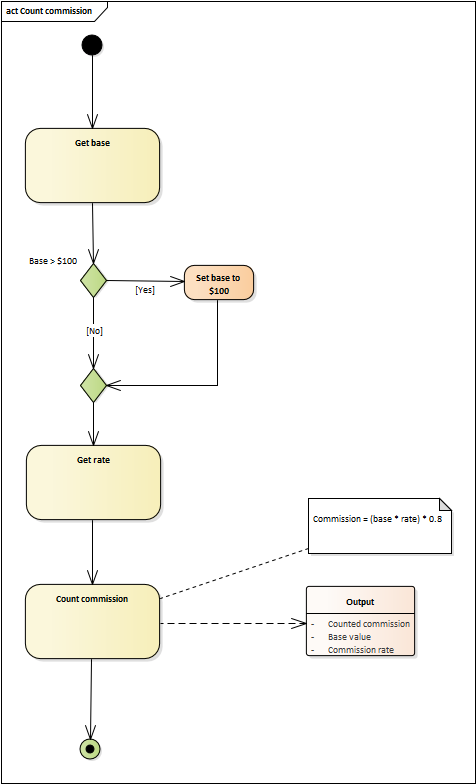 act Count commission
Get base
Base > $100
[Yes]
Set base to
$100
[No]
Get rate
Commission = (base * rate) * 0.8
Count commission
Output
- Counted commission
- Base value
- Commission rate